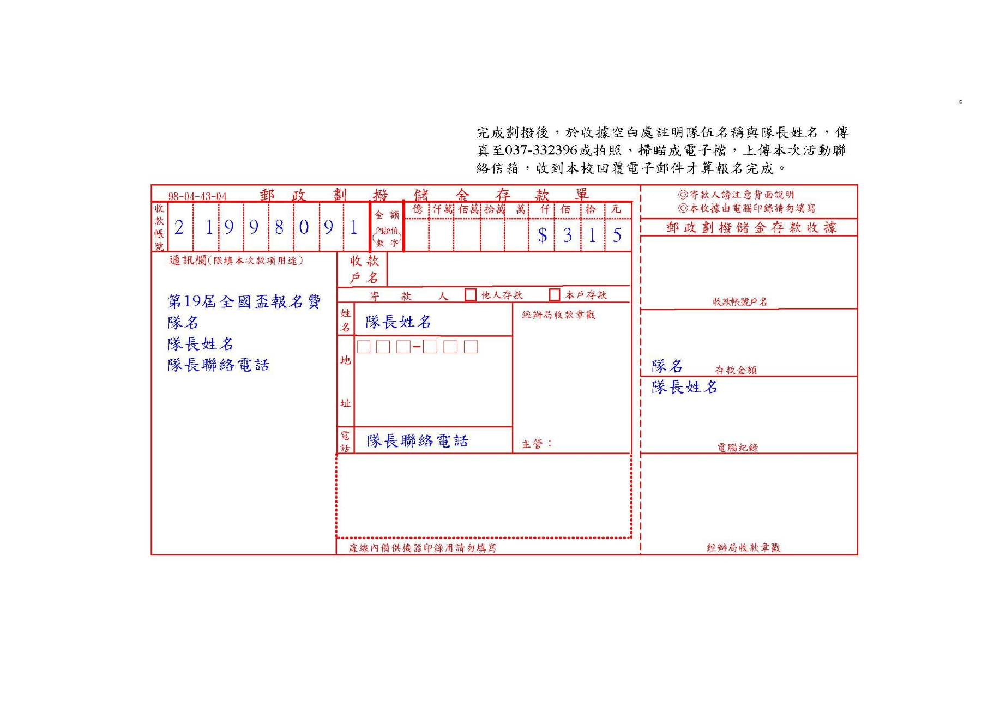 。
完成劃撥後，於收據空白處註明隊伍名稱與隊長姓名，傳
真至037-332396或拍照、掃瞄成電子檔，上傳本次活動聯
絡信箱，收到本校回覆電子郵件才算報名完成。
98-04-43-04 郵政劃撥儲金存款單
收款帳號 2 1 9 9 8 0 9 1
金額(阿拉伯數字)
億 仟萬 佰萬 拾萬 萬 仟 佰 拾 元
$ 3 1 5
通訊欄(限填本次款項用途)
第19屆全國盃報名費
隊名
隊長姓名
隊長聯絡電話
收款
戶名
寄款人 他人存款 本戶存款
姓名 隊長姓名
地址
電話 隊長聯絡電話
經辦局收款章戳
主管：
虛線內備供機器印錄用請勿填寫
◎寄款人請注意背面說明
◎本收據由電腦印錄請勿填寫
郵政劃撥儲金存款收據
收款帳號戶名
隊名 存款金額
隊長姓名
電腦紀錄
經辦局收款章戳